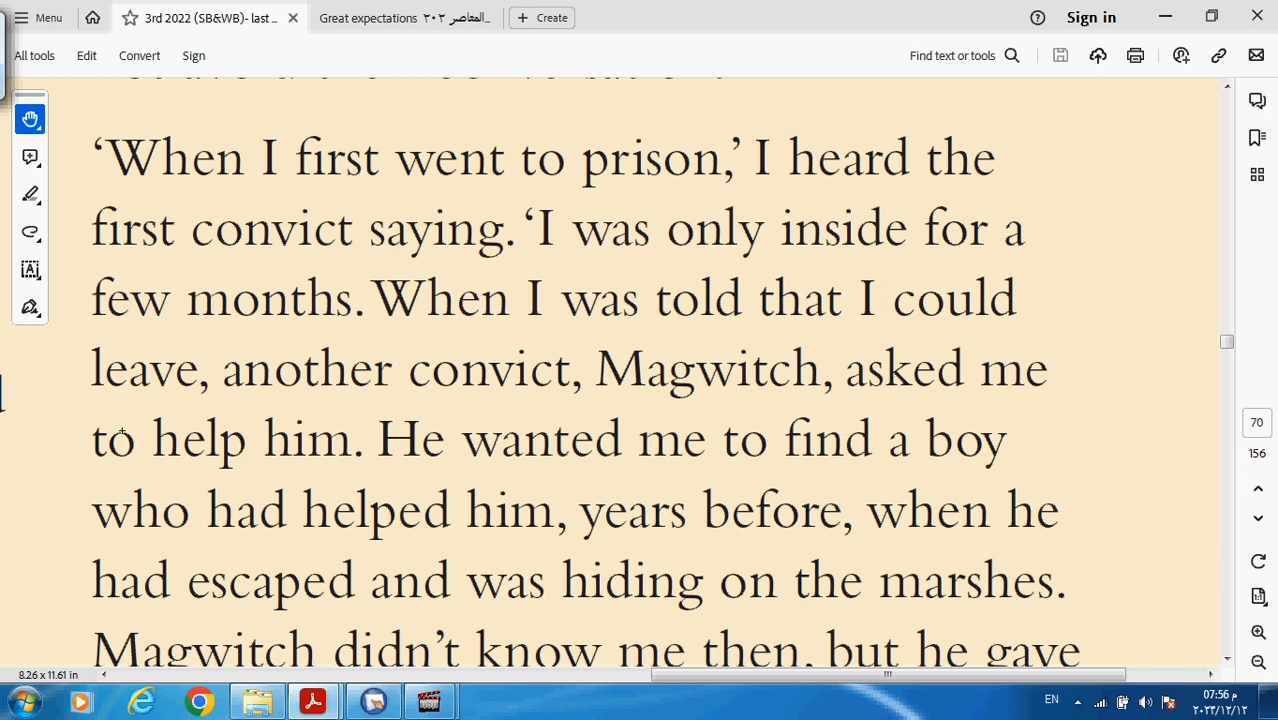 Menu
3rd 2022 (SB&WB)- last ...
Great expectations المعاصر ٢٠٢...
Create
Sign in
All tools
Edit
Convert
Sign
Find text or tools
‘When I first went to prison,’ I heard the
first convict saying. ‘I was only inside for a
few months. When I was told that I could
leave, another convict, Magwitch, asked me
to help him. He wanted me to find a boy
who had helped him, years before, when he
had escaped and was hiding on the marshes.
Magwitch didn’t know me then, but he gave
70
156
8.26 x 11.61 in
EN
07:56 م